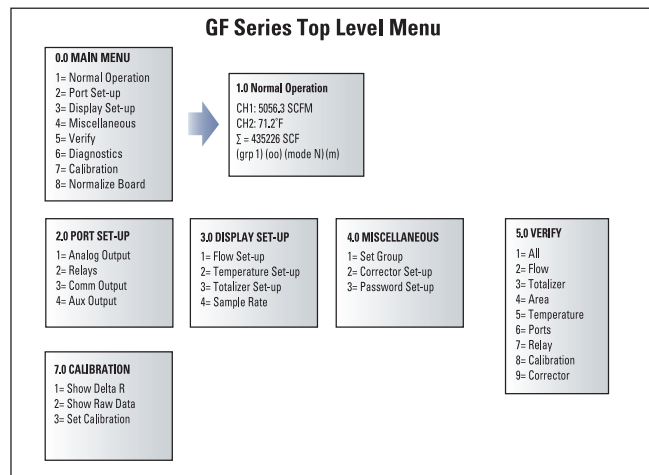 GF Series Top Level Menu
0.0 MAIN MENU
1= Normal Operation
2= Port Set-up
3= Display Set-up
4= Miscellaneous
5= Verify
6= Diagnostics
7= Calibration
8= Normalize Board
1.0 Normal Operation
CH1: 5056.3 SCFM
CH2: 71.2°F
Σ = 435226 SCF
(grp 1) (oo) (mode N) (m)
2.0 PORT SET-UP
1= Analog Output
2= Relays
3= Comm Output
4= Aux Output
3.0 DISPLAY SET-UP
1= Flow Set-up
2= Temperature Set-up
3= Totalizer Set-up
4= Sample Rate
4.0 MISCELLANEOUS
1= Set Group
2= Corrector Set-up
3= Password Set-up
5.0 VERIFY
1= All
2= Flow
3= Totalizer
4= Area
5= Temperature
6= Ports
7= Relay
8= Calibration
9= Corrector
7.0 CALIBRATION
1= Show Delta R
2= Show Raw Data
3= Set Calibration